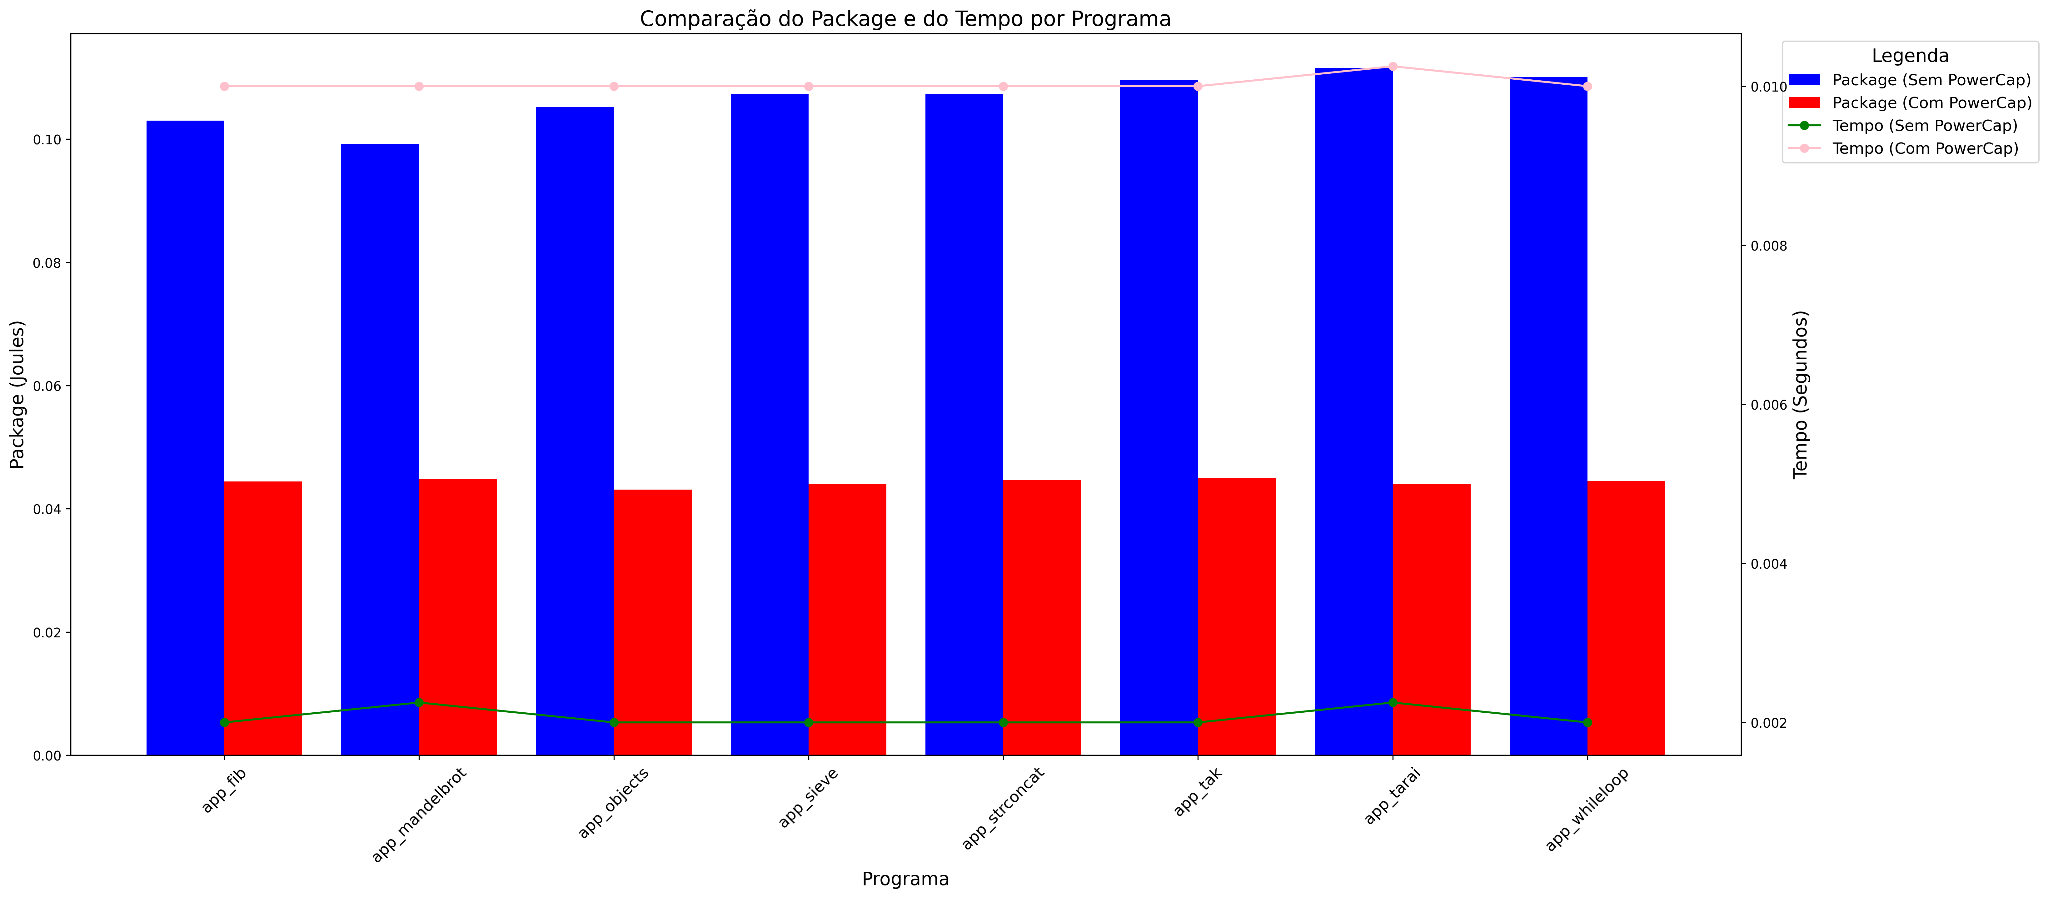 Comparação do Package e do Tempo por Programa
Legenda
Package (Sem PowerCap)
Package (Com PowerCap)
Tempo (Sem PowerCap)
Tempo (Com PowerCap)
Package (Joules)
0.10
0.08
0.06
0.04
0.02
0.00
0.010
0.008
0.006
0.004
0.002
Tempo (Segundos)
app_fib
app_mandelbrot
app_objects
app_sieve
app_strconcat
app_tak
app_tarai
app_whileloop
Programa